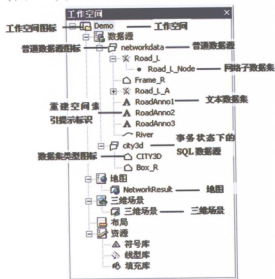 工作空间
工作空间图标
Demo
工作空间
数据源
普通数据源图标
networkdata
普通数据源
Road_L
Road_L_Node
网络子数据集
Frame_R
Road_L_A
重建空间索引提示标识
RoadAnno1
文本数据集
RoadAnno2
RoadAnno3
River
事务状态下的
SQL数据源
city3d
数据集类型图标
CITY3D
Box_R
地图
NetworkResult
地图
三维场景
三维场景
三维场景
布局
资源
符号库
线型库
填充库